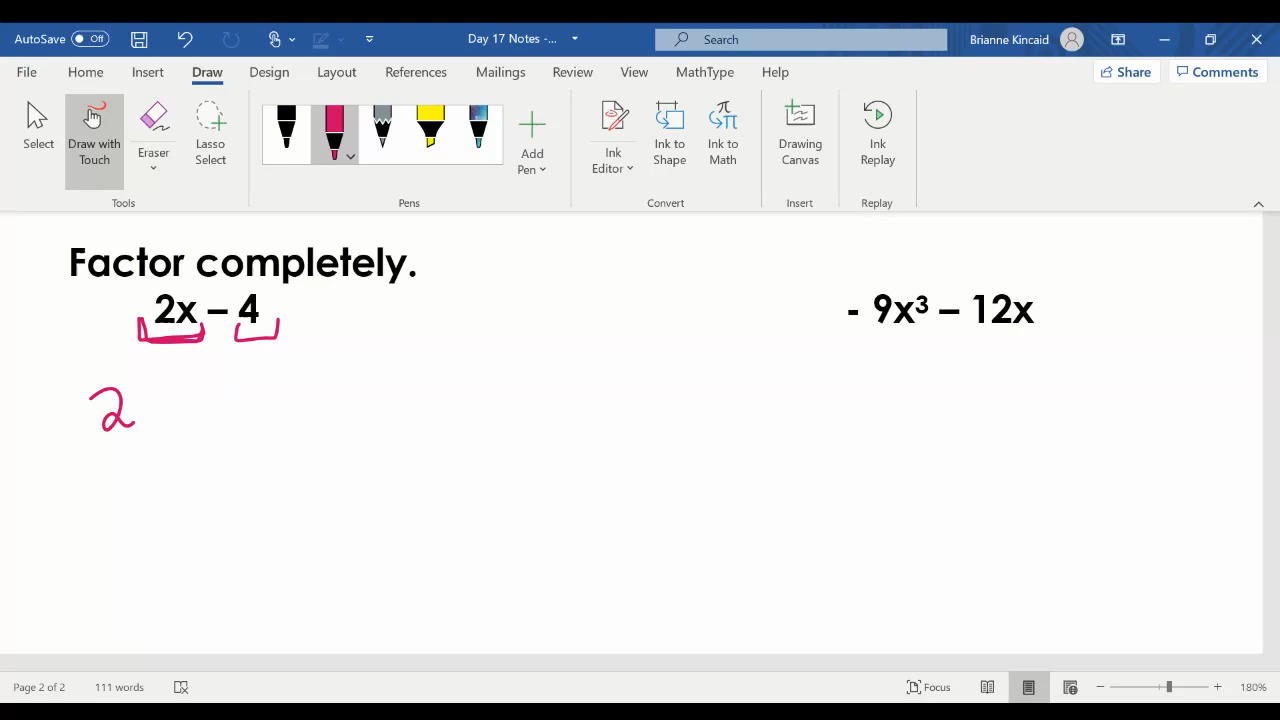 AutoSave Off Day 17 Notes -... Search Brianne Kincaid
File Home Insert Draw Design Layout References Mailings Review View MathType Help Share Comments
Select Draw with Touch Eraser Lasso Select Add Pen Ink Editor Ink to Shape Ink to Math Drawing Canvas Ink Replay
Tools Pens Convert Insert Replay
Factor completely.
2x – 4 - 9x³ – 12x
2
Page 2 of 2 111 words Focus 180%